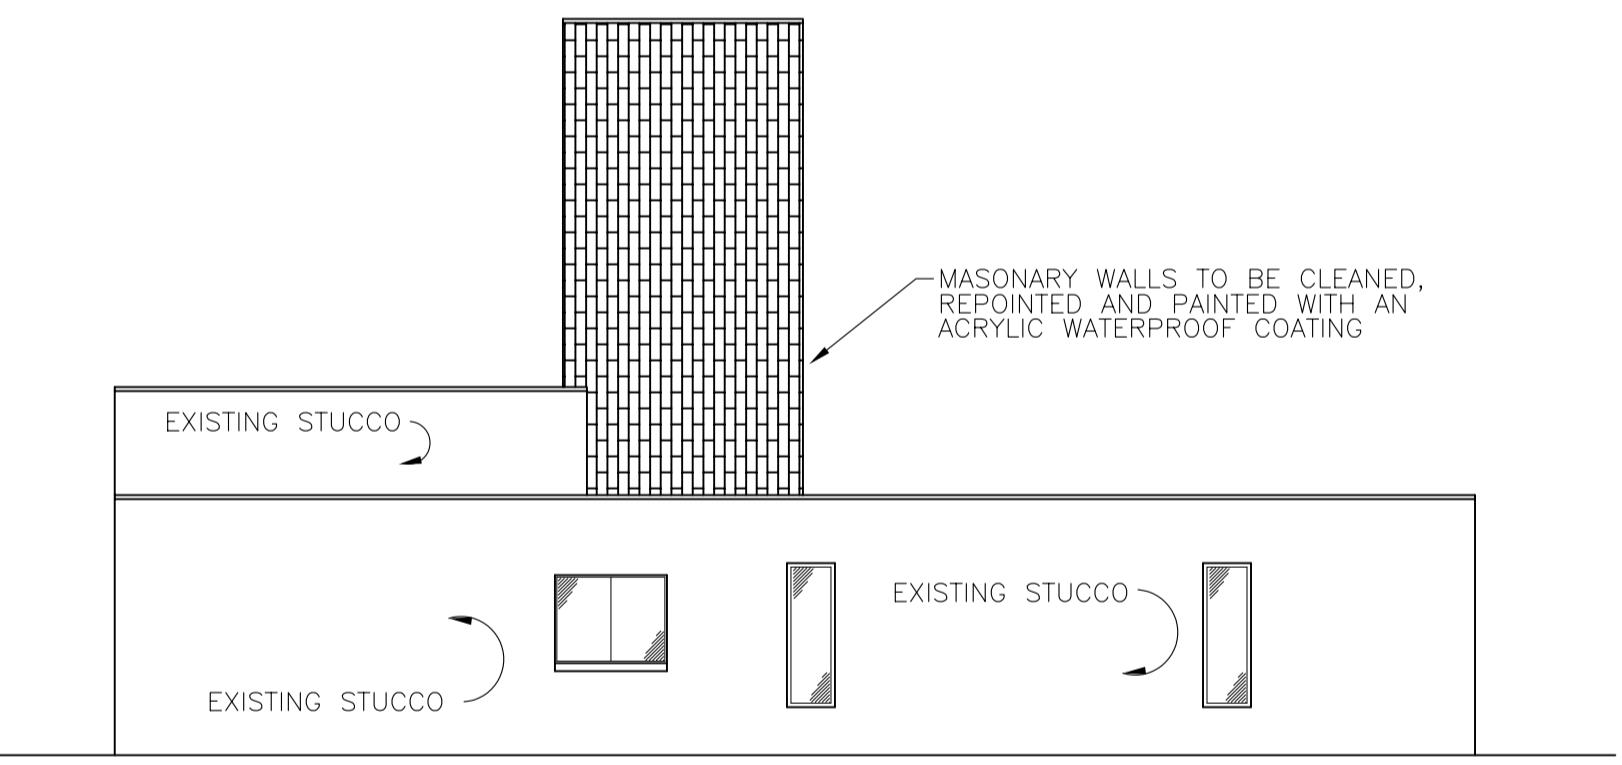 MASONARY WALLS TO BE CLEANED,
REPOINTED AND PAINTED WITH AN
ACRYLIC WATERPROOF COATING
EXISTING STUCCO
EXISTING STUCCO
EXISTING STUCCO